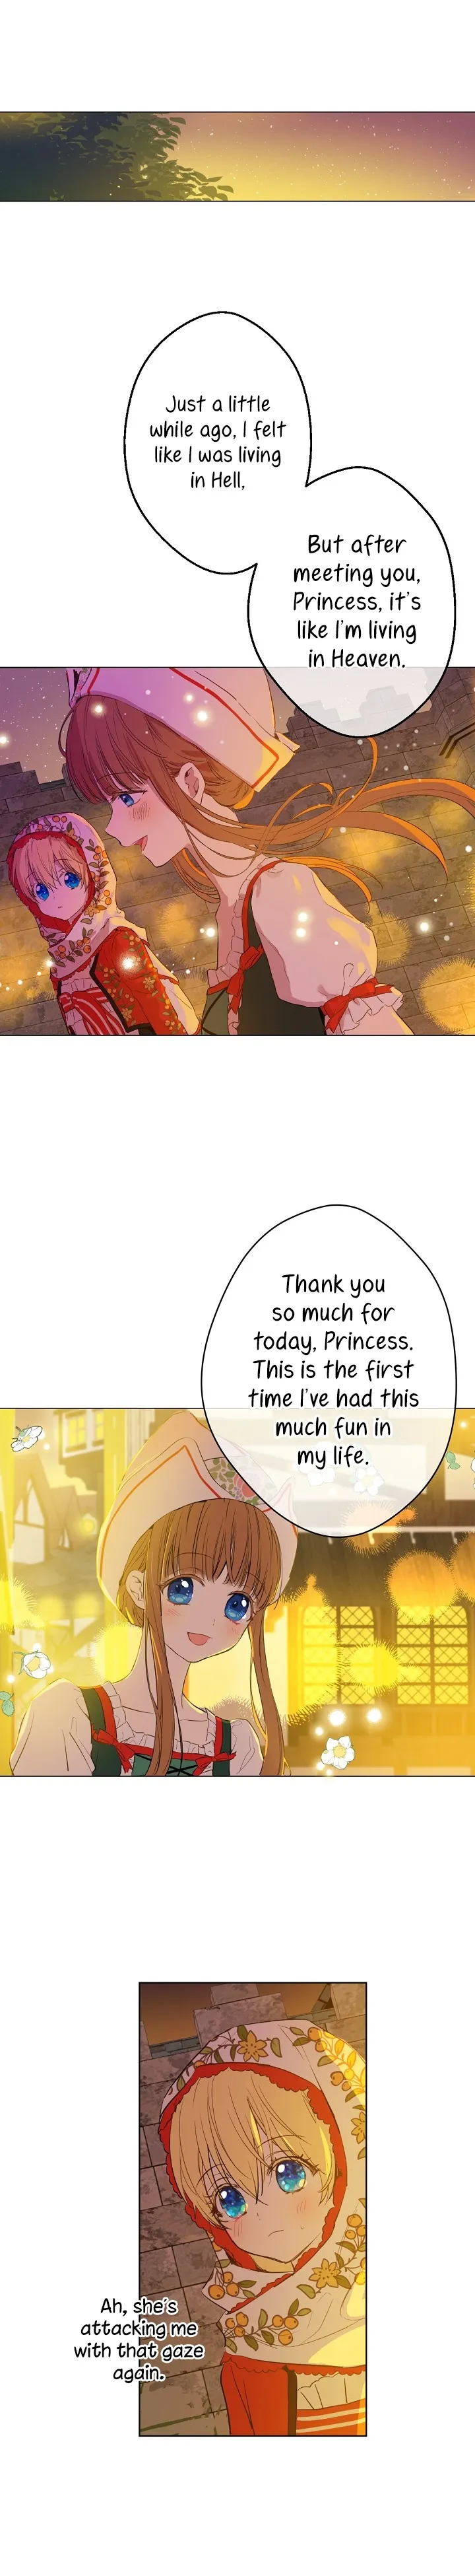 Just a little
while ago, I felt
like I was living
in Hell,
But after
meeting you,
Princess, it's
like I'm living
in Heaven.
Thank you
so much for
today, Princess.
This is the first
time I've had this
much fun in
my life.
Ah, she's
attacking me
with that gaze
again.